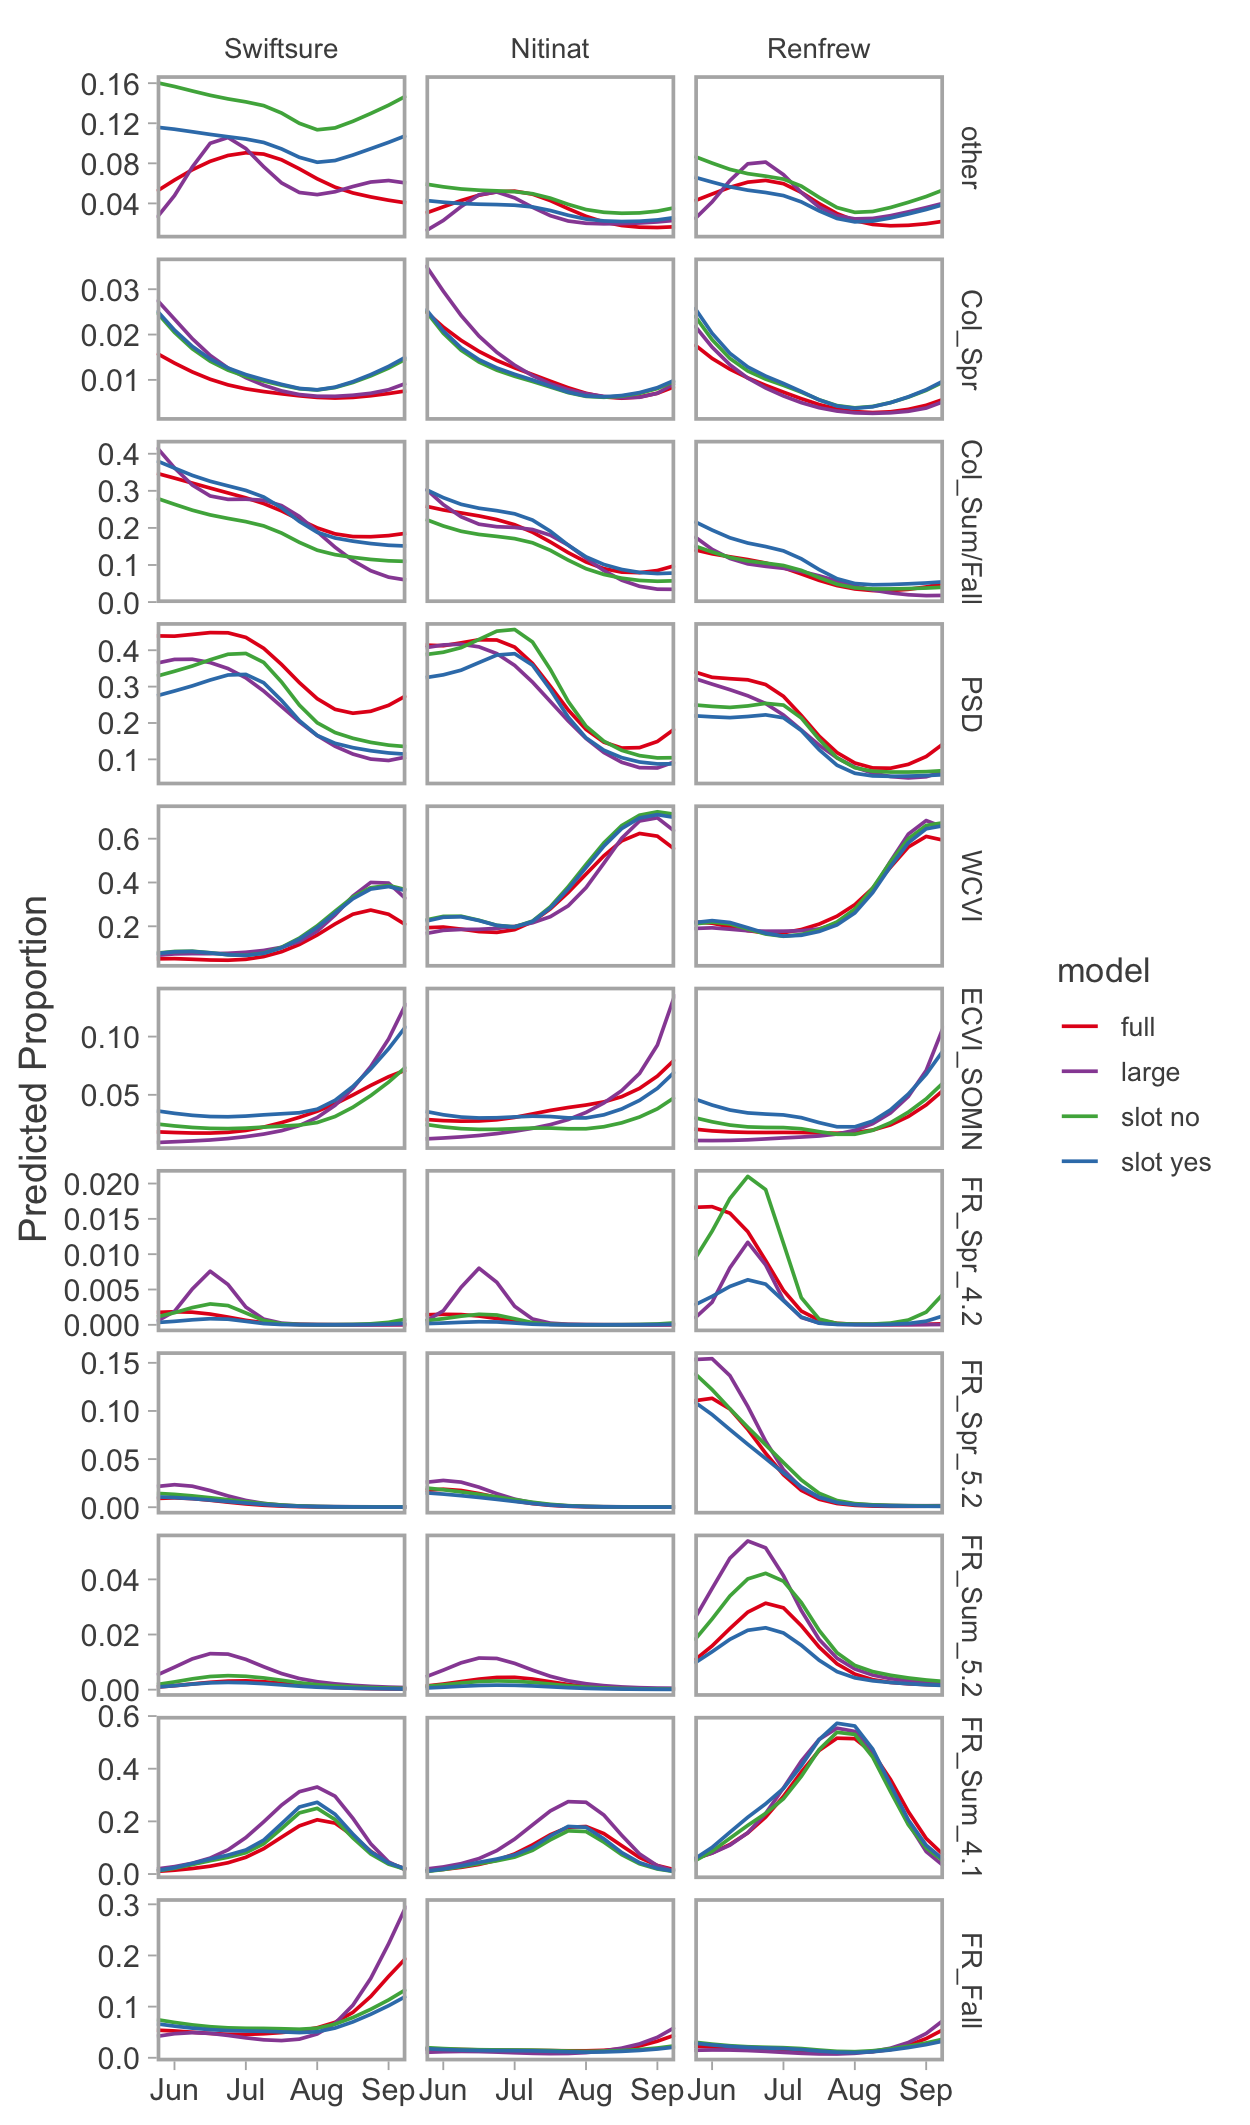 Swiftsure Nitinat Renfrew
0.16
0.12
0.08
0.04
other
0.03
0.02
0.01
Col_Spr
0.4
0.3
0.2
0.1
0.0
Col_Sum/Fall
0.4
0.3
0.2
0.1
PSD
0.6
0.4
0.2
WCVI
0.10
0.05
ECVI_SOMN
0.020
0.015
0.010
0.005
0.000
FR_Spr_4.2
0.15
0.10
0.05
0.00
FR_Spr_5.2
0.04
0.02
0.00
FR_Sum_5.2
0.6
0.4
0.2
0.0
FR_Sum_4.1
0.3
0.2
0.1
0.0
FR_Fall
Jun Jul Aug Sep Jun Jul Aug Sep Jun Jul Aug Sep
Predicted Proportion
model
full
large
slot no
slot yes